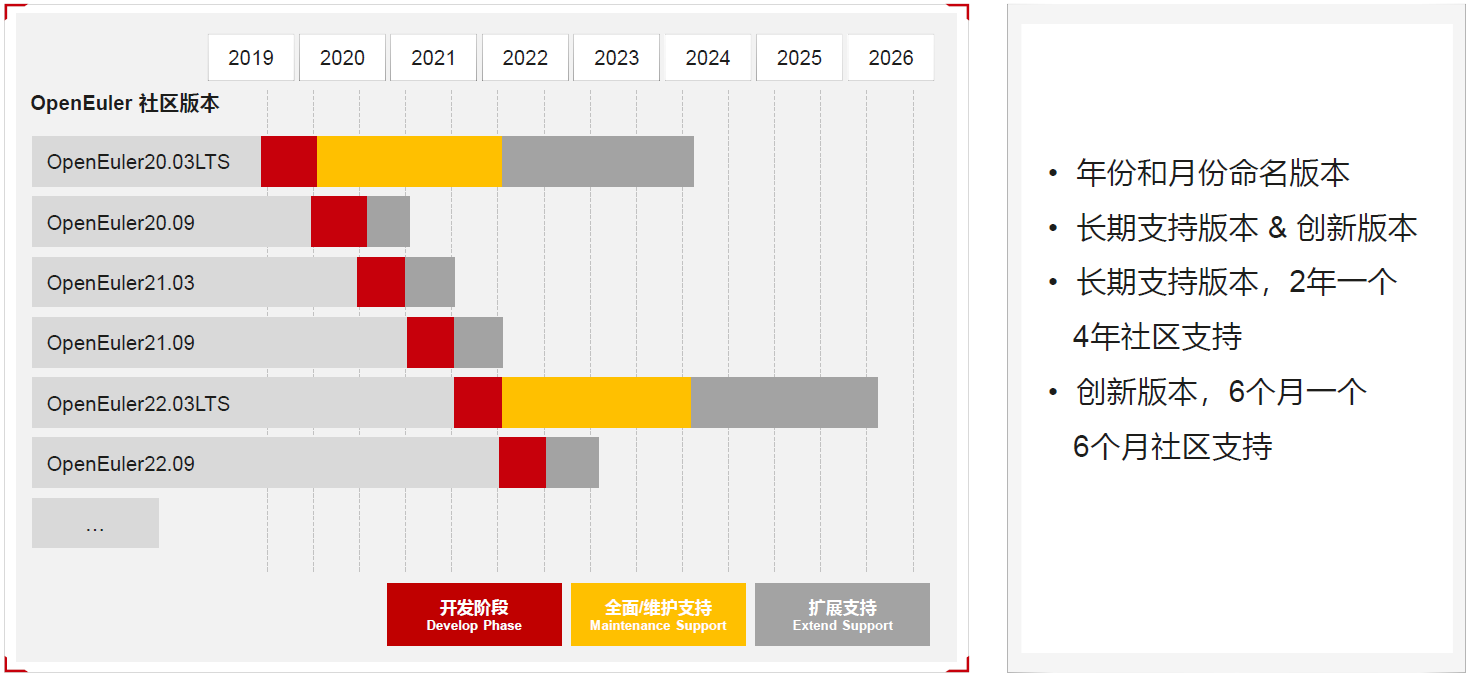 2019 2020 2021 2022 2023 2024 2025 2026
OpenEuler 社区版本
OpenEuler20.03LTS
OpenEuler20.09
OpenEuler21.03
OpenEuler21.09
OpenEuler22.03LTS
OpenEuler22.09
…
开发阶段
Develop Phase
全面/维护支持
Maintenance Support
扩展支持
Extend Support
• 年份和月份命名版本
• 长期支持版本 & 创新版本
• 长期支持版本，2年一个
4年社区支持
• 创新版本，6个月一个
6个月社区支持